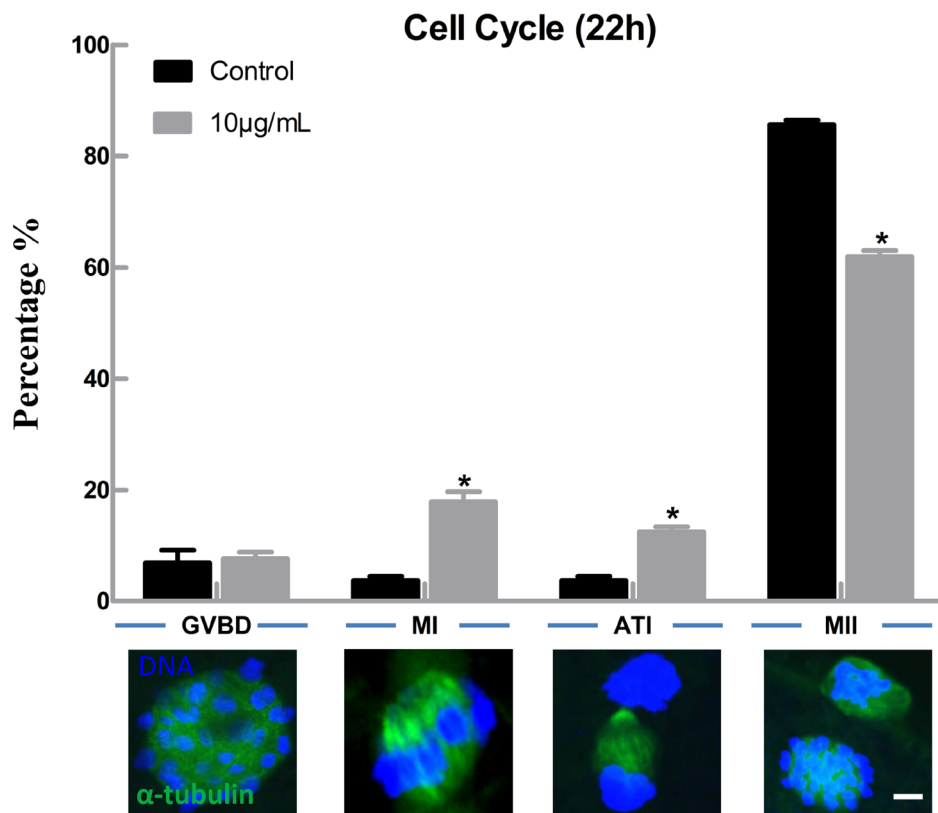 Cell Cycle (22h)
Control
10µg/mL
Percentage %
100
80
60
40
20
0
*
*
*
GVBD
MI
ATI
MII
DNA
α-tubulin